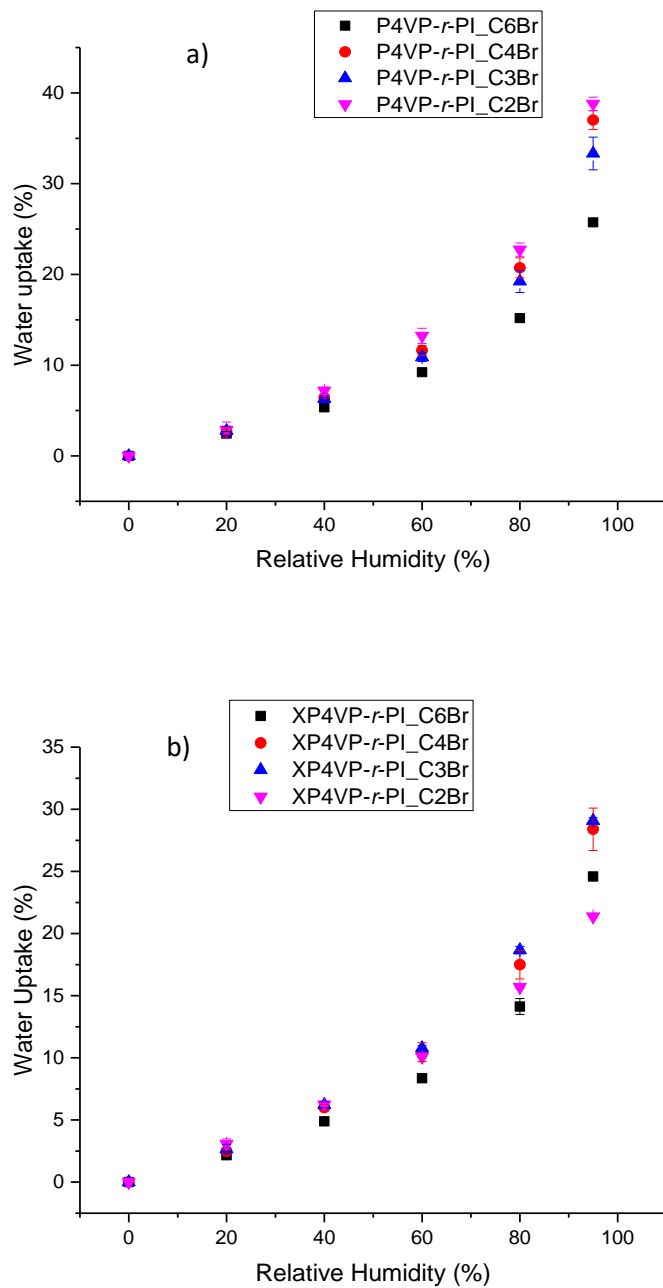 a)
P4VP-r-PI_C6Br
P4VP-r-PI_C4Br
P4VP-r-PI_C3Br
P4VP-r-PI_C2Br
40
30
20
10
0
Water uptake (%)
0 20 40 60 80 100
Relative Humidity (%)
b)
XP4VP-r-PI_C6Br
XP4VP-r-PI_C4Br
XP4VP-r-PI_C3Br
XP4VP-r-PI_C2Br
35
30
25
20
15
10
5
0
Water Uptake (%)
0 20 40 60 80 100
Relative Humidity (%)